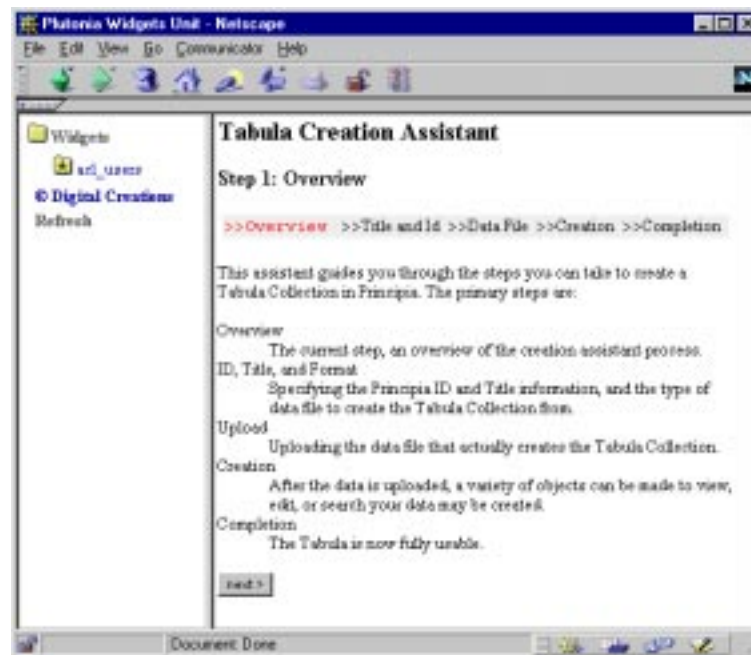 Plutonia Widgets Unit - Netscape
File Edit View Go Communicator Help
Widgets
acl_users
© Digital Creations
Refresh
Tabula Creation Assistant
Step 1: Overview
>>Overview >>Title and Id >>Data File >>Creation >>Completion
This assistant guides you through the steps you can take to create a
Tabula Collection in Principia. The primary steps are:
Overview
The current step, an overview of the creation assistant process.
ID, Title, and Format
Specifying the Principia ID and Title information, and the type of
data file to create the Tabula Collection from.
Upload
Uploading the data file that actually creates the Tabula Collection.
Creation
After the data is uploaded, a variety of objects can be made to view,
edit, or search your data may be created.
Completion
The Tabula is now fully usable.
next >
Document: Done